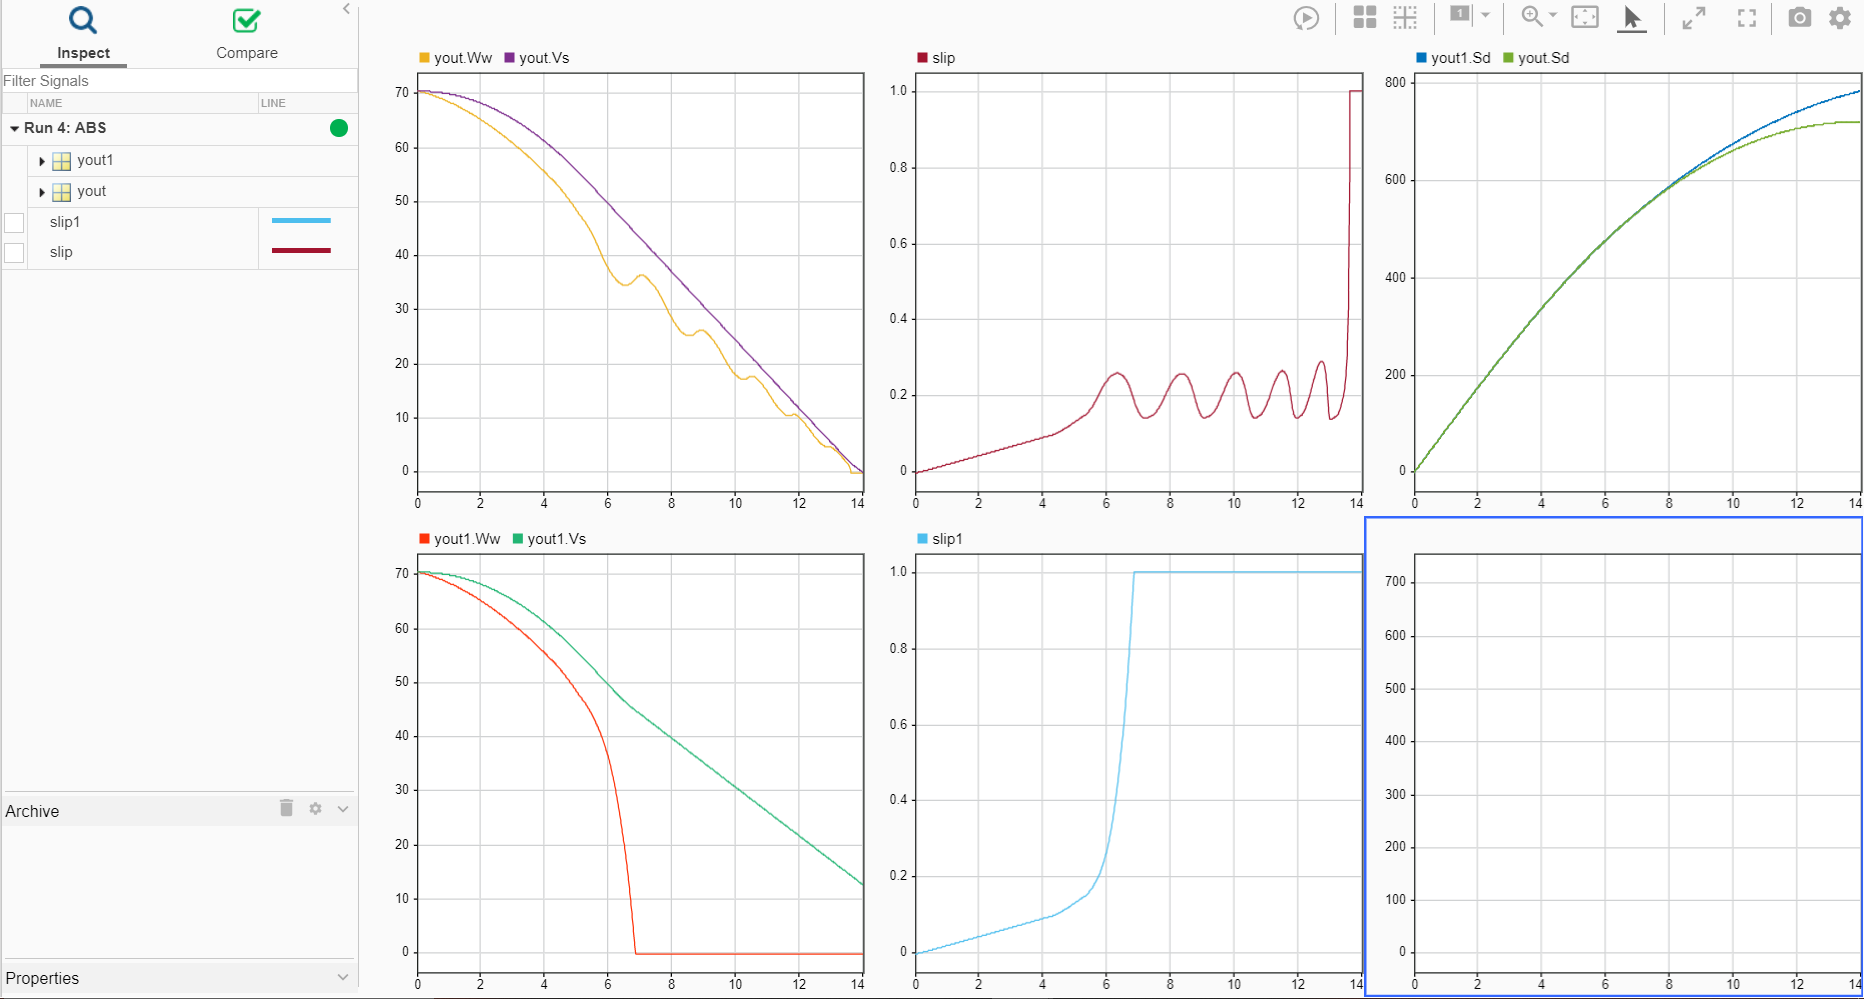 Inspect
Compare
Filter Signals
NAME LINE
Run 4: ABS
yout1
yout
slip1
slip
Archive
Properties
1
yout.Ww yout.Vs
70
60
50
40
30
20
10
0
0 2 4 6 8 10 12 14
slip
1.0
0.8
0.6
0.4
0.2
0
0 2 4 6 8 10 12 14
yout1.Sd yout.Sd
800
600
400
200
0
0 2 4 6 8 10 12 14
yout1.Ww yout1.Vs
70
60
50
40
30
20
10
0
0 2 4 6 8 10 12 14
slip1
1.0
0.8
0.6
0.4
0.2
0
0 2 4 6 8 10 12 14
700
600
500
400
300
200
100
0
0 2 4 6 8 10 12 14